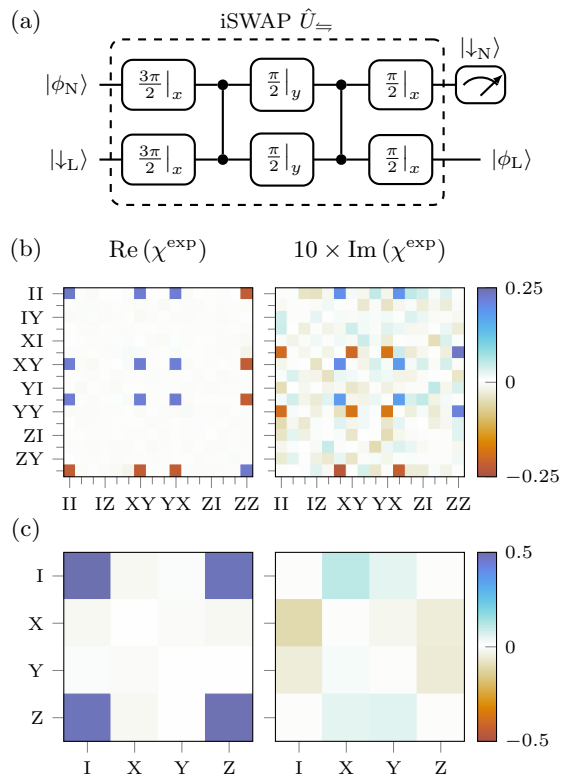 (a) iSWAP Û⇋
|↓N⟩
|ϕN⟩ 3π/2|x π/2|y π/2|x
|↓L⟩ 3π/2|x π/2|y π/2|x |ϕL⟩
(b) Re (χ^exp) 10 × Im (χ^exp)
II 0.25
IY
XI
XY 0
YI
YY
ZI
ZY −0.25
II IZ XY YX ZI ZZ II IZ XY YX ZI ZZ
(c)
I 0.5
X
0
Y
Z −0.5
I X Y Z I X Y Z